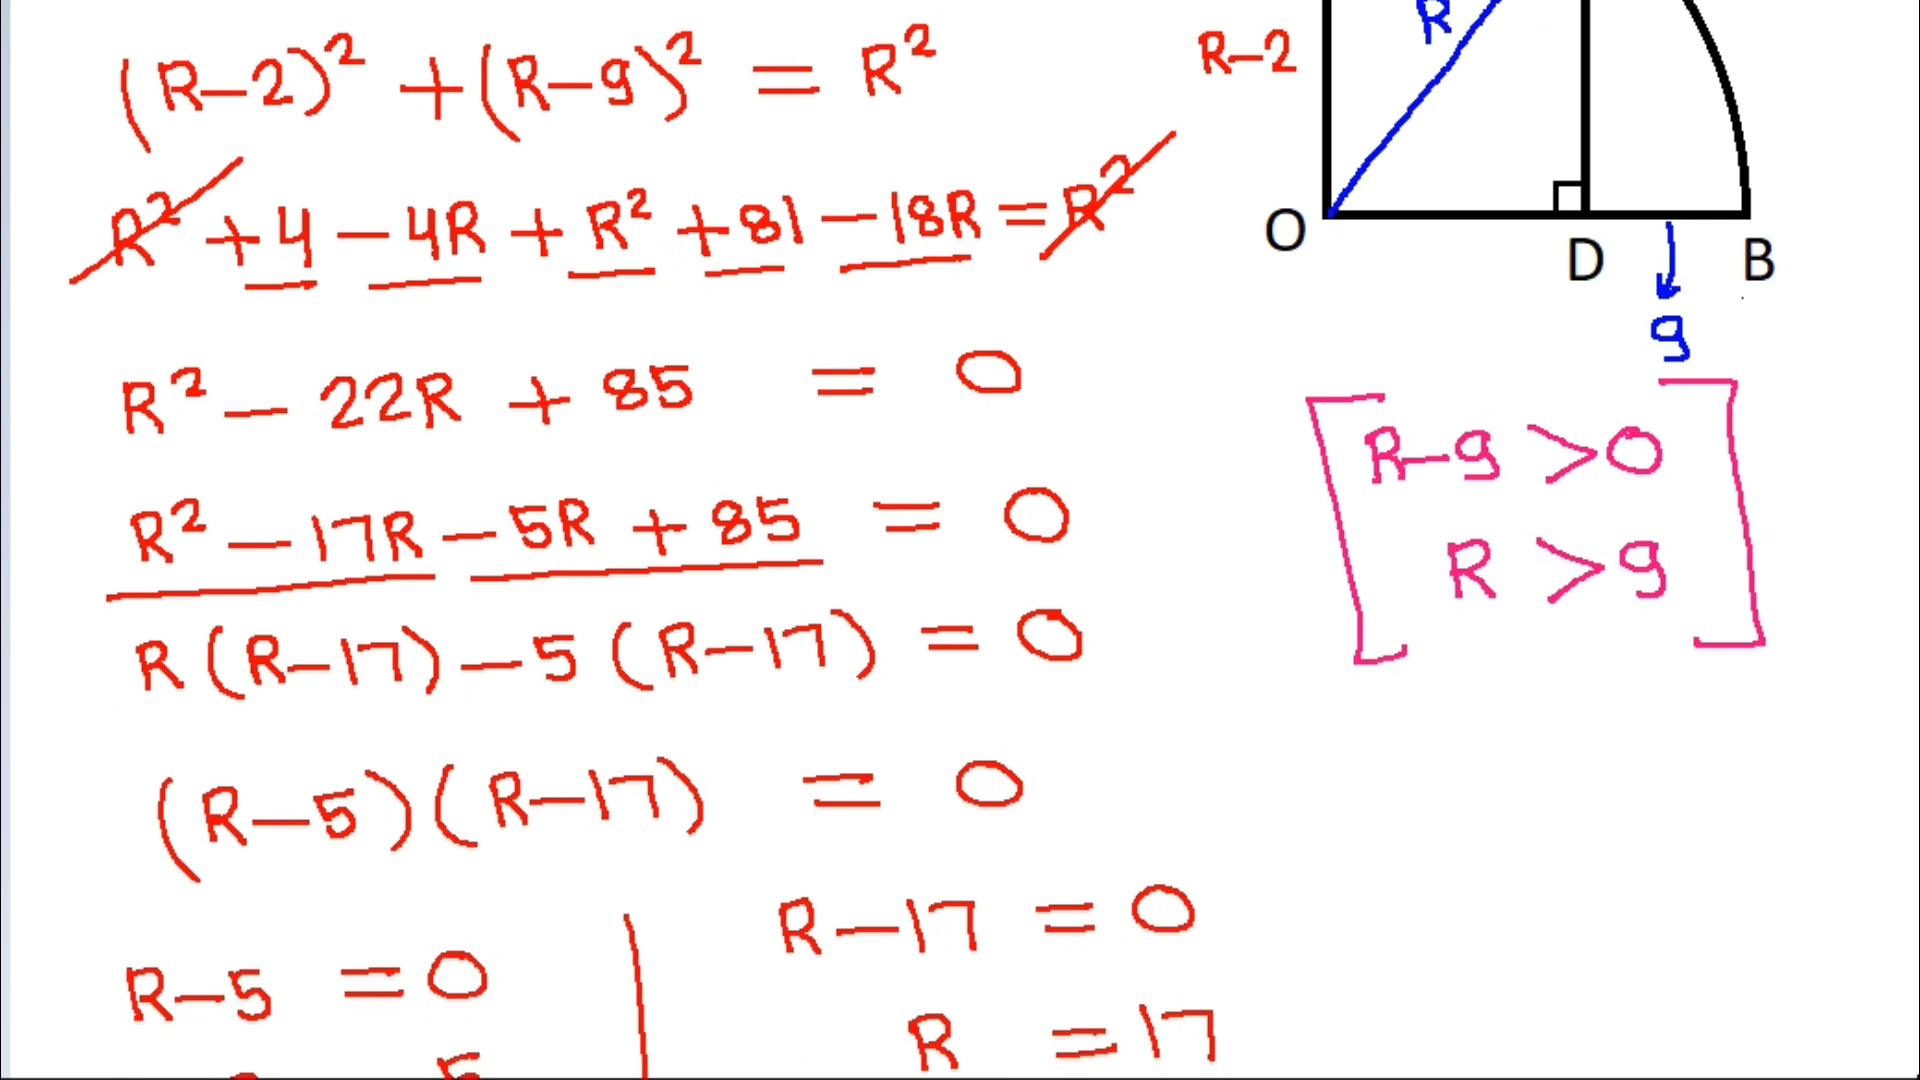 (R-2)² + (R-9)² = R²
R² + 4 - 4R + R² + 81 - 18R = R²
R² - 22R + 85 = 0
R² - 17R - 5R + 85 = 0
R (R-17) - 5 (R-17) = 0
(R-5) (R-17) = 0
R-5 = 0
R-17 = 0
R = 17
5
R-2
R
O
D
B
9
R-9 > 0
R > 9